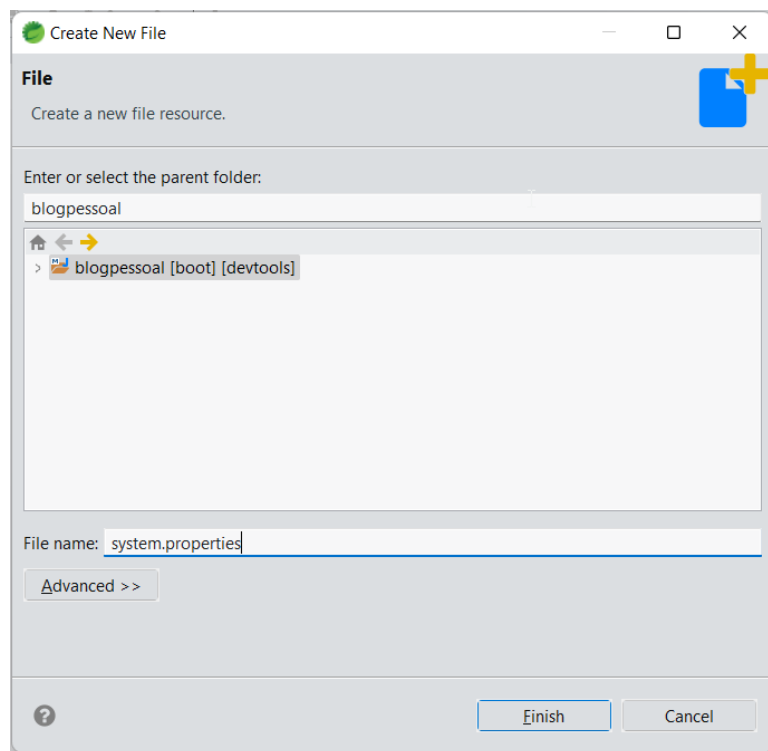 Create New File
File
Create a new file resource.
Enter or select the parent folder:
blogpessoal
blogpessoal [boot] [devtools]
File name: system.properties
Advanced >>
Finish Cancel